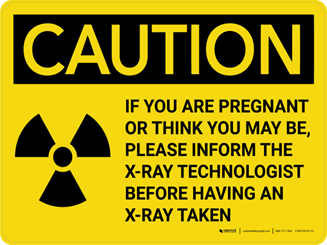 CAUTION
IF YOU ARE PREGNANT
OR THINK YOU MAY BE,
PLEASE INFORM THE
X-RAY TECHNOLOGIST
BEFORE HAVING AN
X-RAY TAKEN